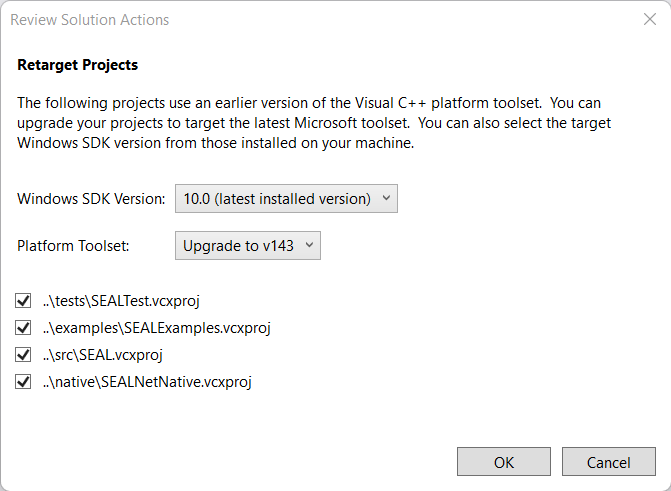 Review Solution Actions
Retarget Projects
The following projects use an earlier version of the Visual C++ platform toolset.  You can
upgrade your projects to target the latest Microsoft toolset.  You can also select the target
Windows SDK version from those installed on your machine.
Windows SDK Version: 10.0 (latest installed version)
Platform Toolset: Upgrade to v143
..\tests\SEALTest.vcxproj
..\examples\SEALExamples.vcxproj
..\src\SEAL.vcxproj
..\native\SEALNetNative.vcxproj
OK Cancel